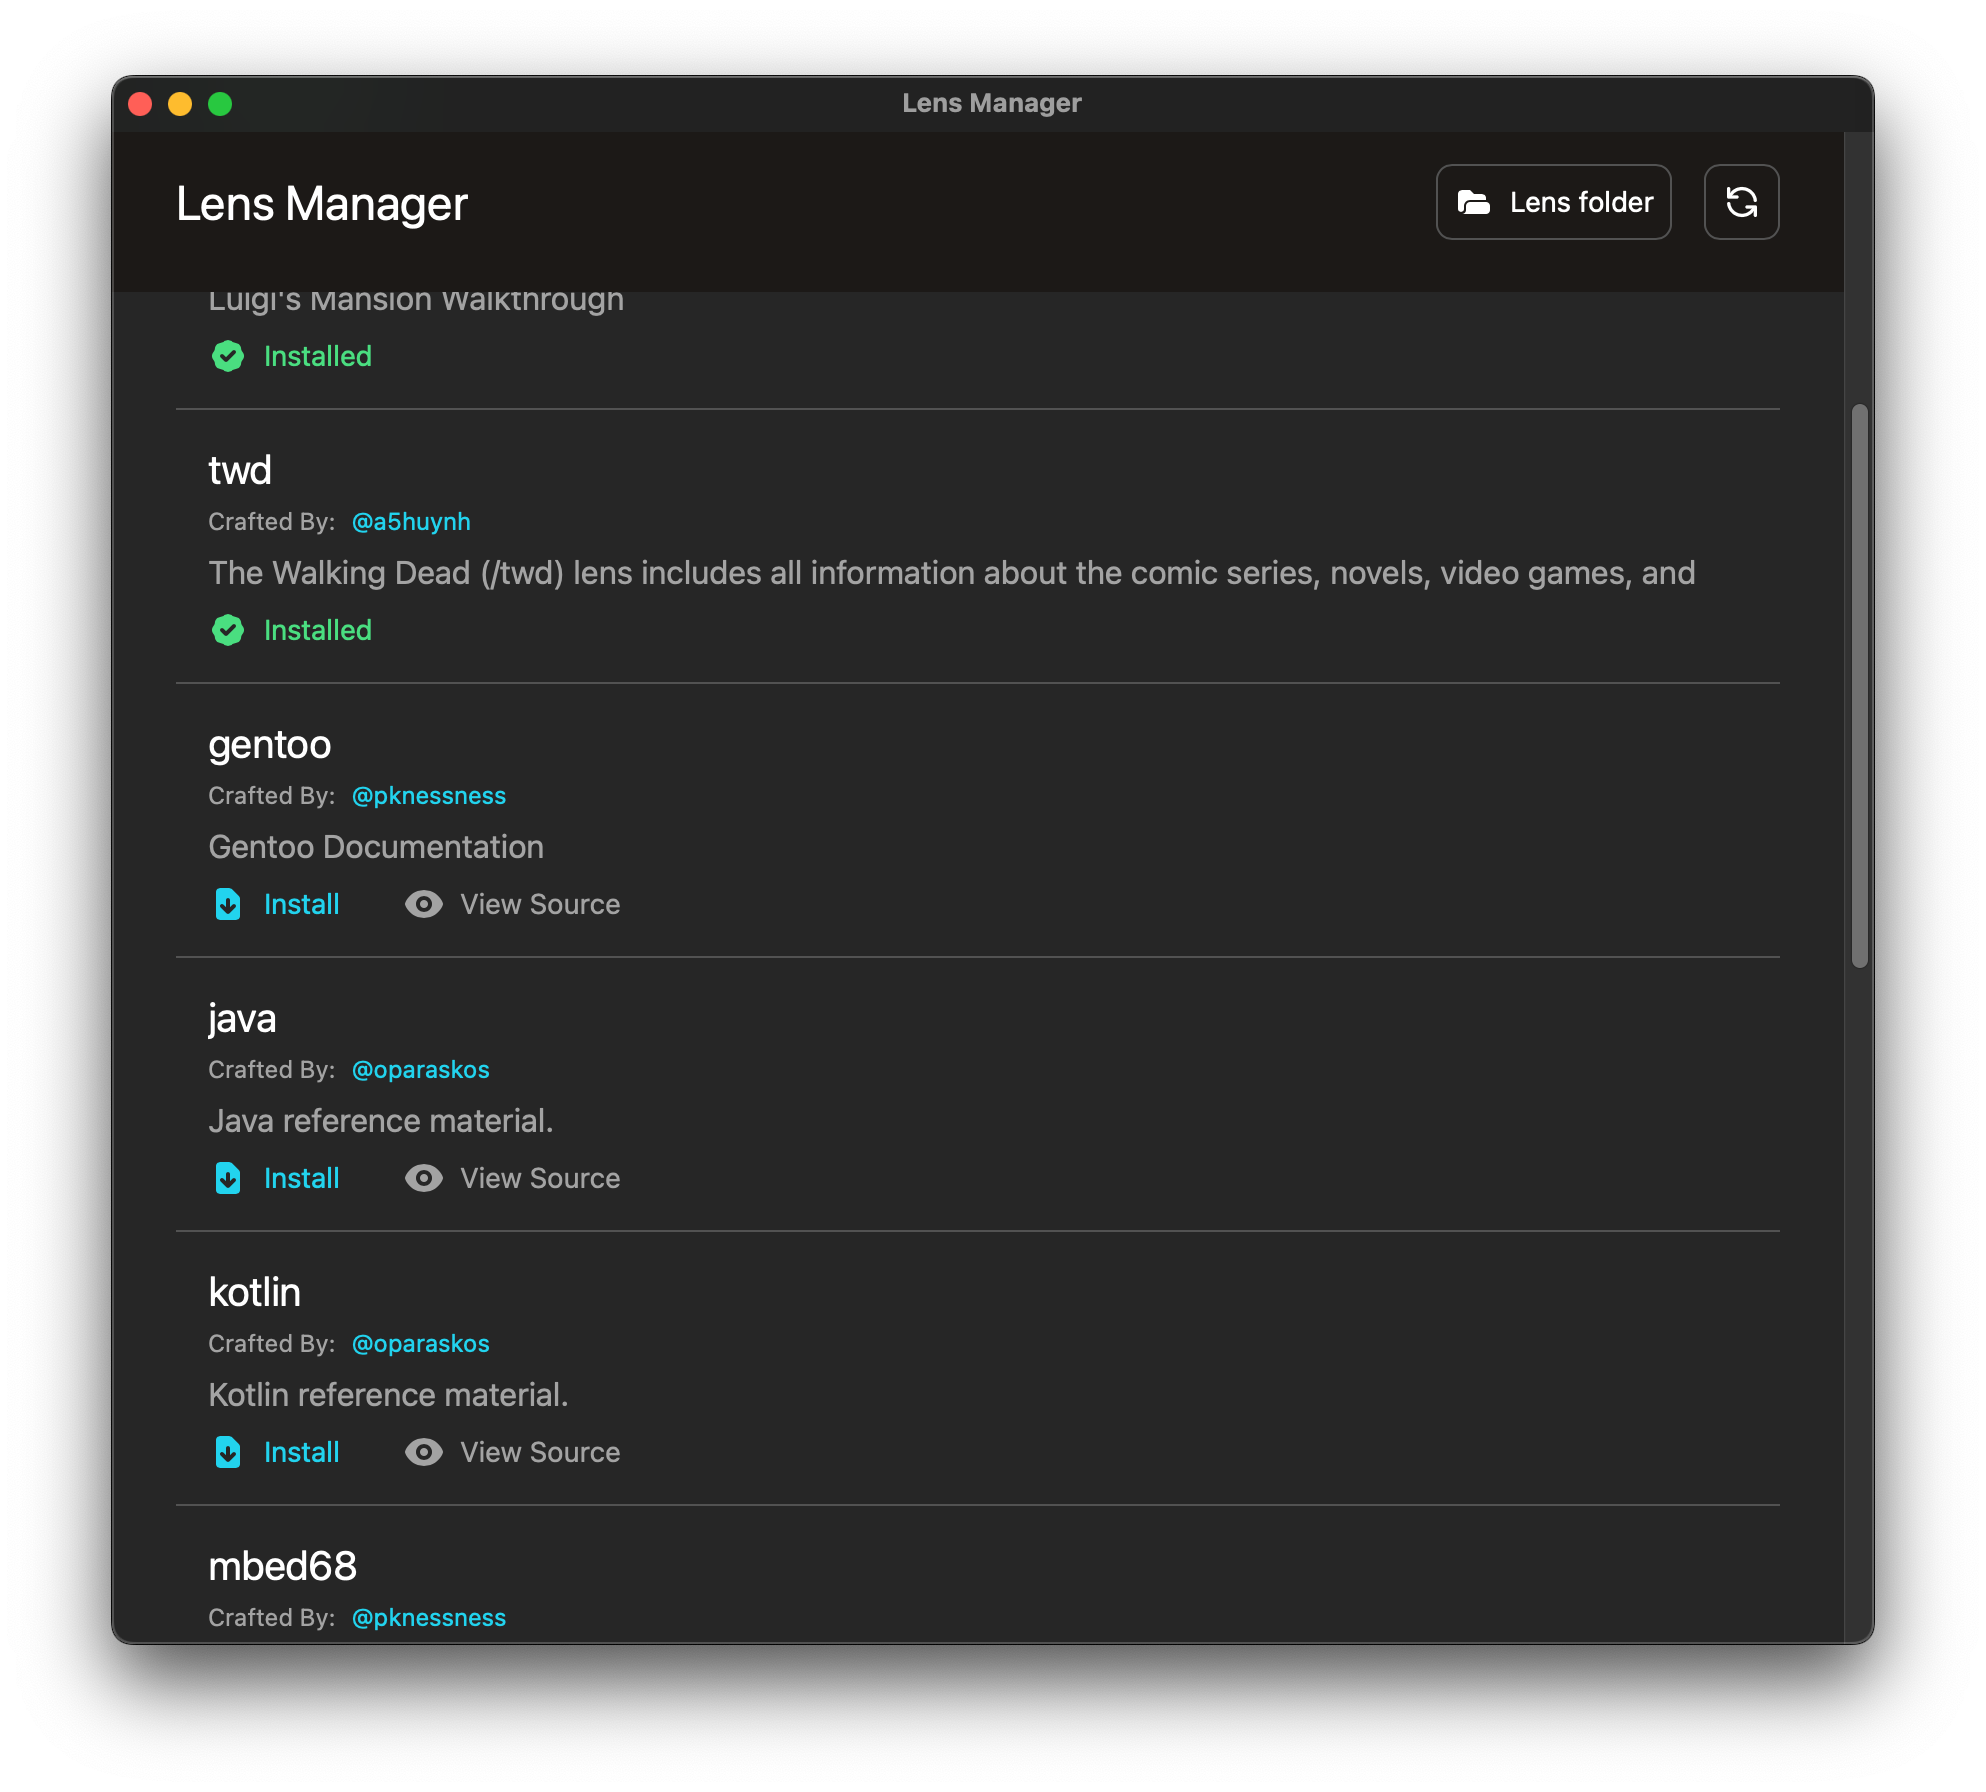 Lens Manager
Lens Manager
Lens folder
Luigi's Mansion Walkthrough
Installed
twd
Crafted By: @a5huynh
The Walking Dead (/twd) lens includes all information about the comic series, novels, video games, and
Installed
gentoo
Crafted By: @pknessness
Gentoo Documentation
Install View Source
java
Crafted By: @oparaskos
Java reference material.
Install View Source
kotlin
Crafted By: @oparaskos
Kotlin reference material.
Install View Source
mbed68
Crafted By: @pknessness